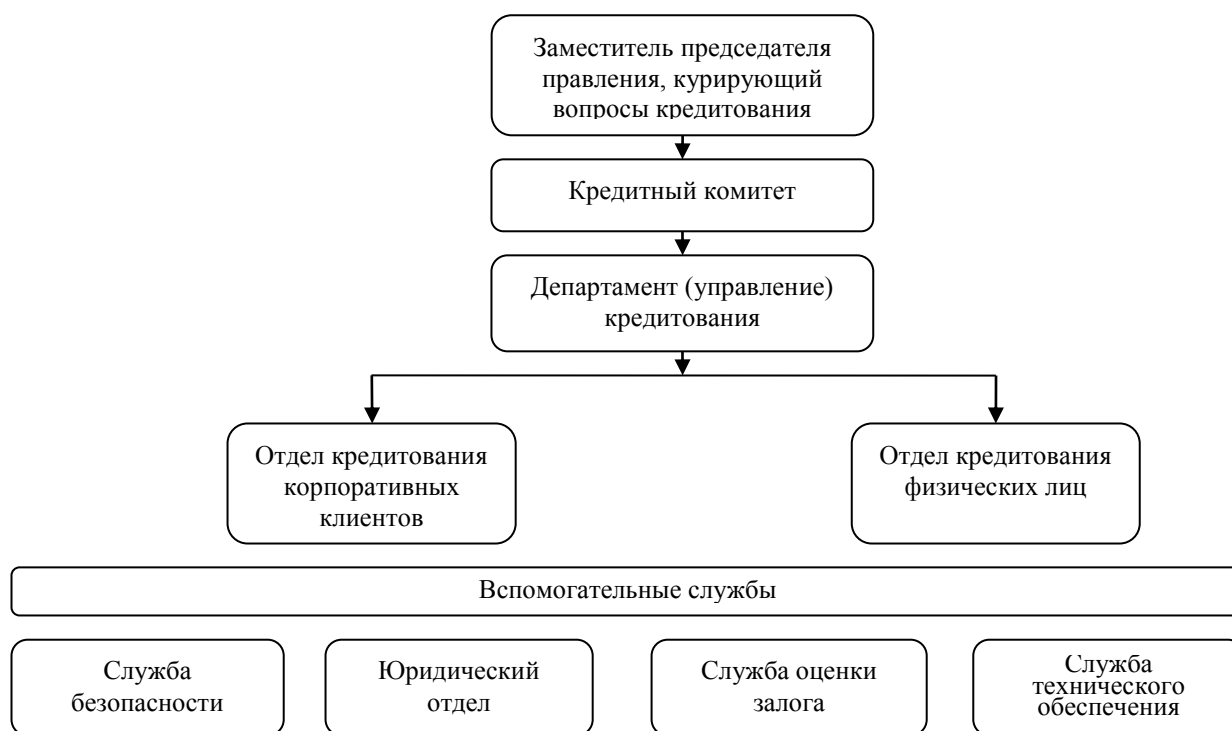 Заместитель председателя
правления, курирующий
вопросы кредитования
Кредитный комитет
Департамент (управление)
кредитования
Отдел кредитования
корпоративных
клиентов
Отдел кредитования
физических лиц
Вспомогательные службы
Служба
безопасности
Юридический
отдел
Служба оценки
залога
Служба
технического
обеспечения